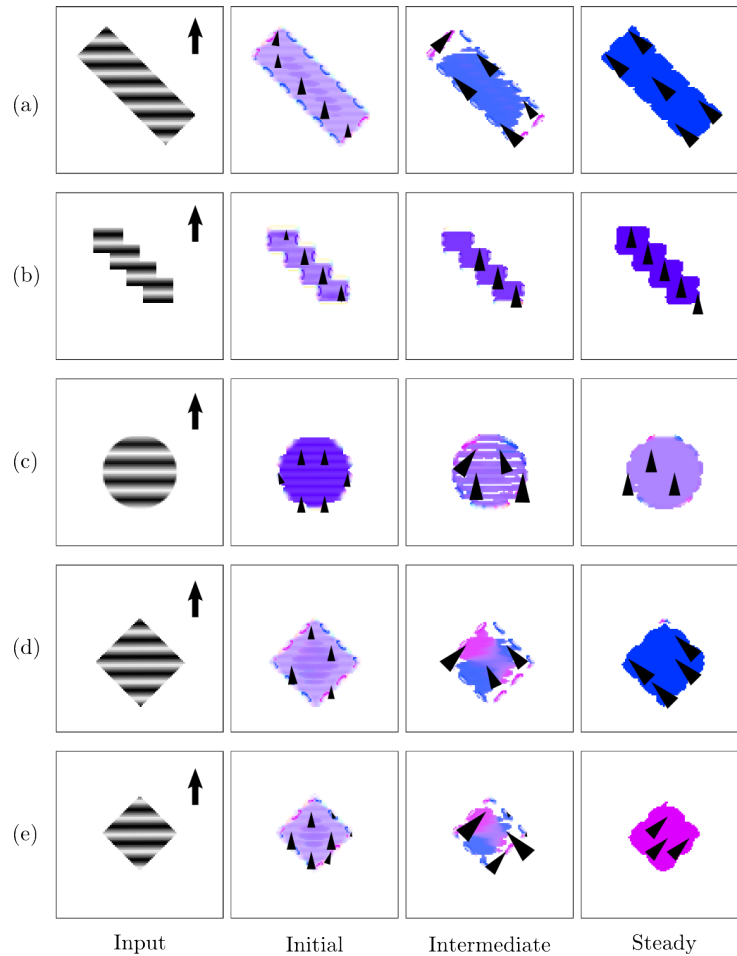 (a)
(b)
(c)
(d)
(e)
Input Initial Intermediate Steady